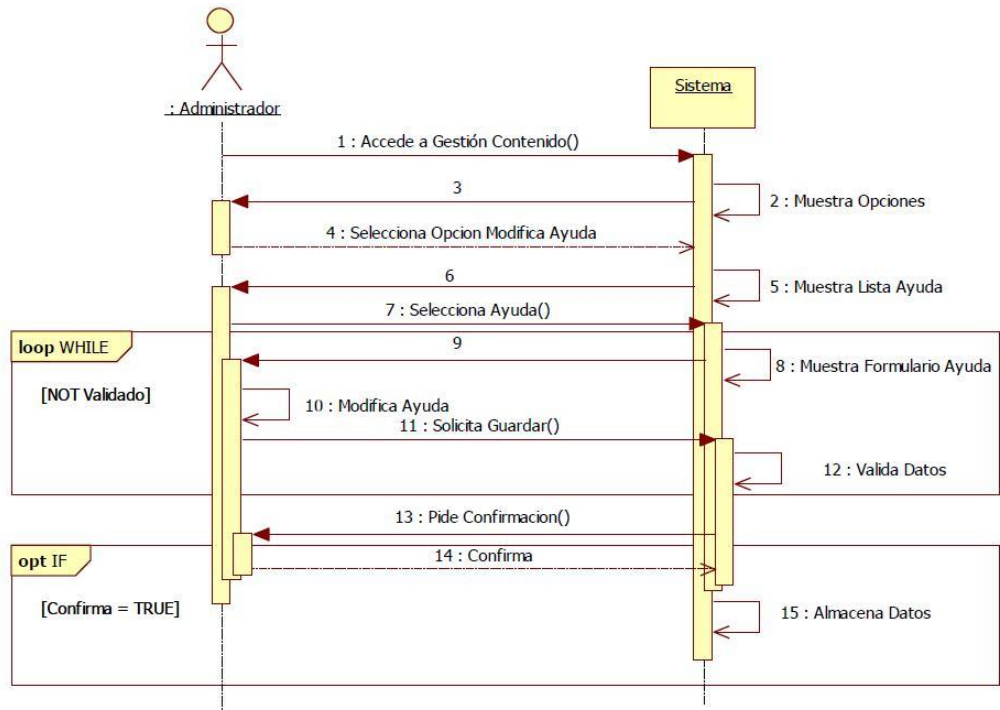 : Administrador
Sistema
1 : Accede a Gestión Contenido()
2 : Muestra Opciones
3
4 : Selecciona Opcion Modifica Ayuda
5 : Muestra Lista Ayuda
6
7 : Selecciona Ayuda()
loop WHILE
[NOT Validado]
8 : Muestra Formulario Ayuda
9
10 : Modifica Ayuda
11 : Solicita Guardar()
12 : Valida Datos
13 : Pide Confirmacion()
opt IF
14 : Confirma
[Confirma = TRUE]
15 : Almacena Datos